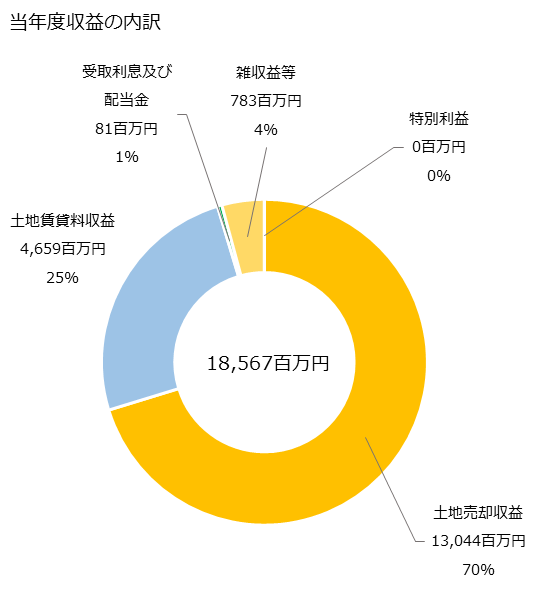 当年度収益の内訳
受取利息及び
配当金
81百万円
1%
雑収益等
783百万円
4%
特別利益
0百万円
0%
土地賃貸料収益
4,659百万円
25%
18,567百万円
土地売却収益
13,044百万円
70%